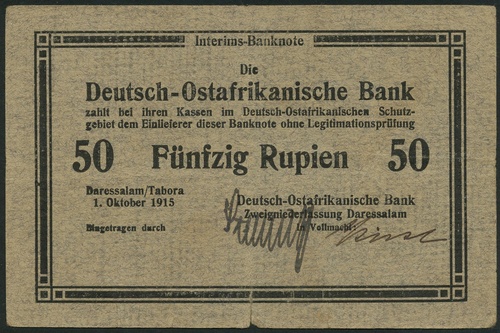 Interims-Banknote
Die
Deutsch-Ostafrikanische Bank
zahlt bei ihren Kassen im Deutsch-Ostafrikanischen Schutz-
gebiet dem Einlieferer dieser Banknote ohne Legitimationsprüfung
50 Fünfzig Rupien 50
Daressalam/Tabora
1. Oktober 1915
Deutsch-Ostafrikanische Bank
Zweigniederlassung Daressalam
Eingetragen durch
In Vollmacht